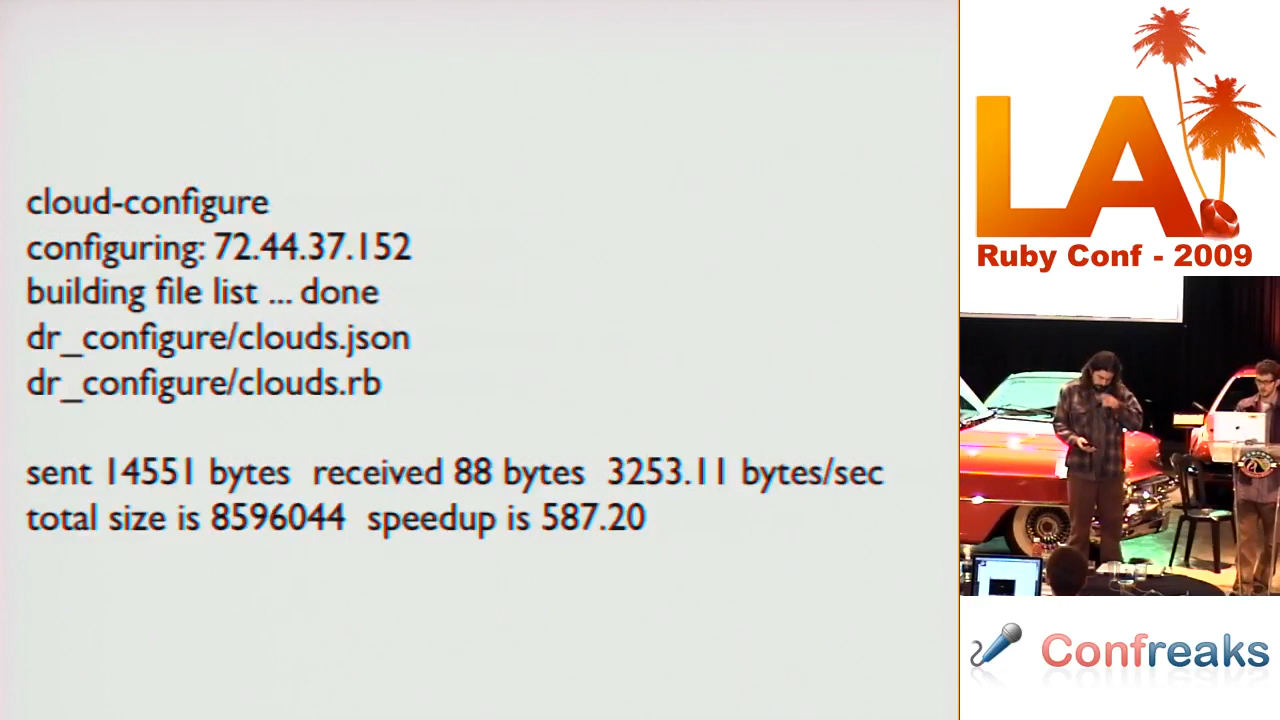 cloud-configure
configuring: 72.44.37.152
building file list ... done
dr_configure/clouds.json
dr_configure/clouds.rb
sent 14551 bytes  received 88 bytes  3253.11 bytes/sec
total size is 8596044  speedup is 587.20
LA
Ruby Conf - 2009
Confreaks